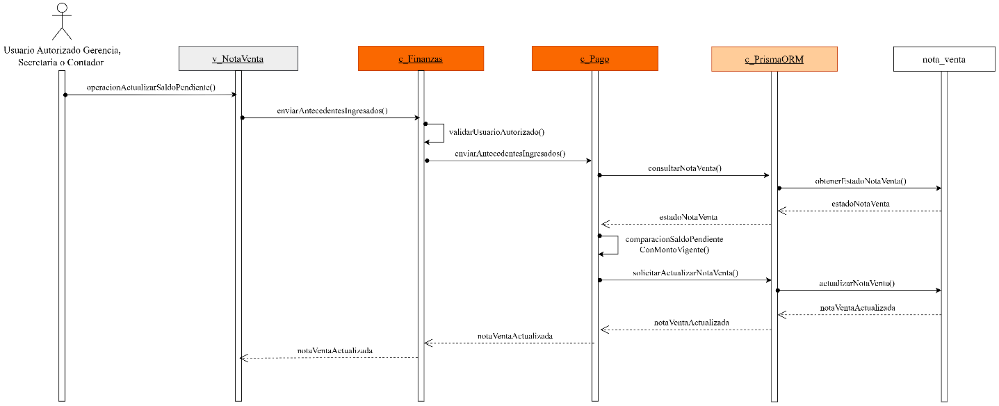 Usuario Autorizado Gerencia,
Secretaria o Contador
v_NotaVenta
c_Finanzas
c_Pago
c_PrismaORM
nota_venta
operacionActualizarSaldoPendiente()
enviarAntecedentesIngresados()
validarUsuarioAutorizado()
enviarAntecedentesIngresados()
consultarNotaVenta()
obtenerEstadoNotaVenta()
estadoNotaVenta
estadoNotaVenta
comparacionSaldoPendiente
ConMontoVigente()
solicitarActualizarNotaVenta()
actualizarNotaVenta()
notaVentaActualizada
notaVentaActualizada
notaVentaActualizada
notaVentaActualizada